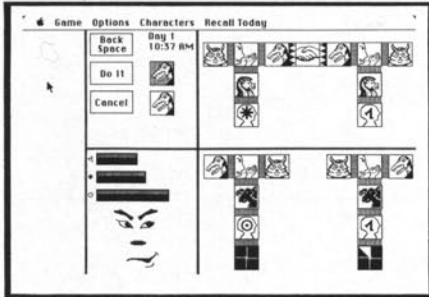 Game Options Characters Recall Today
Back Space
Day 1
10:37 AM
Do It
Cancel